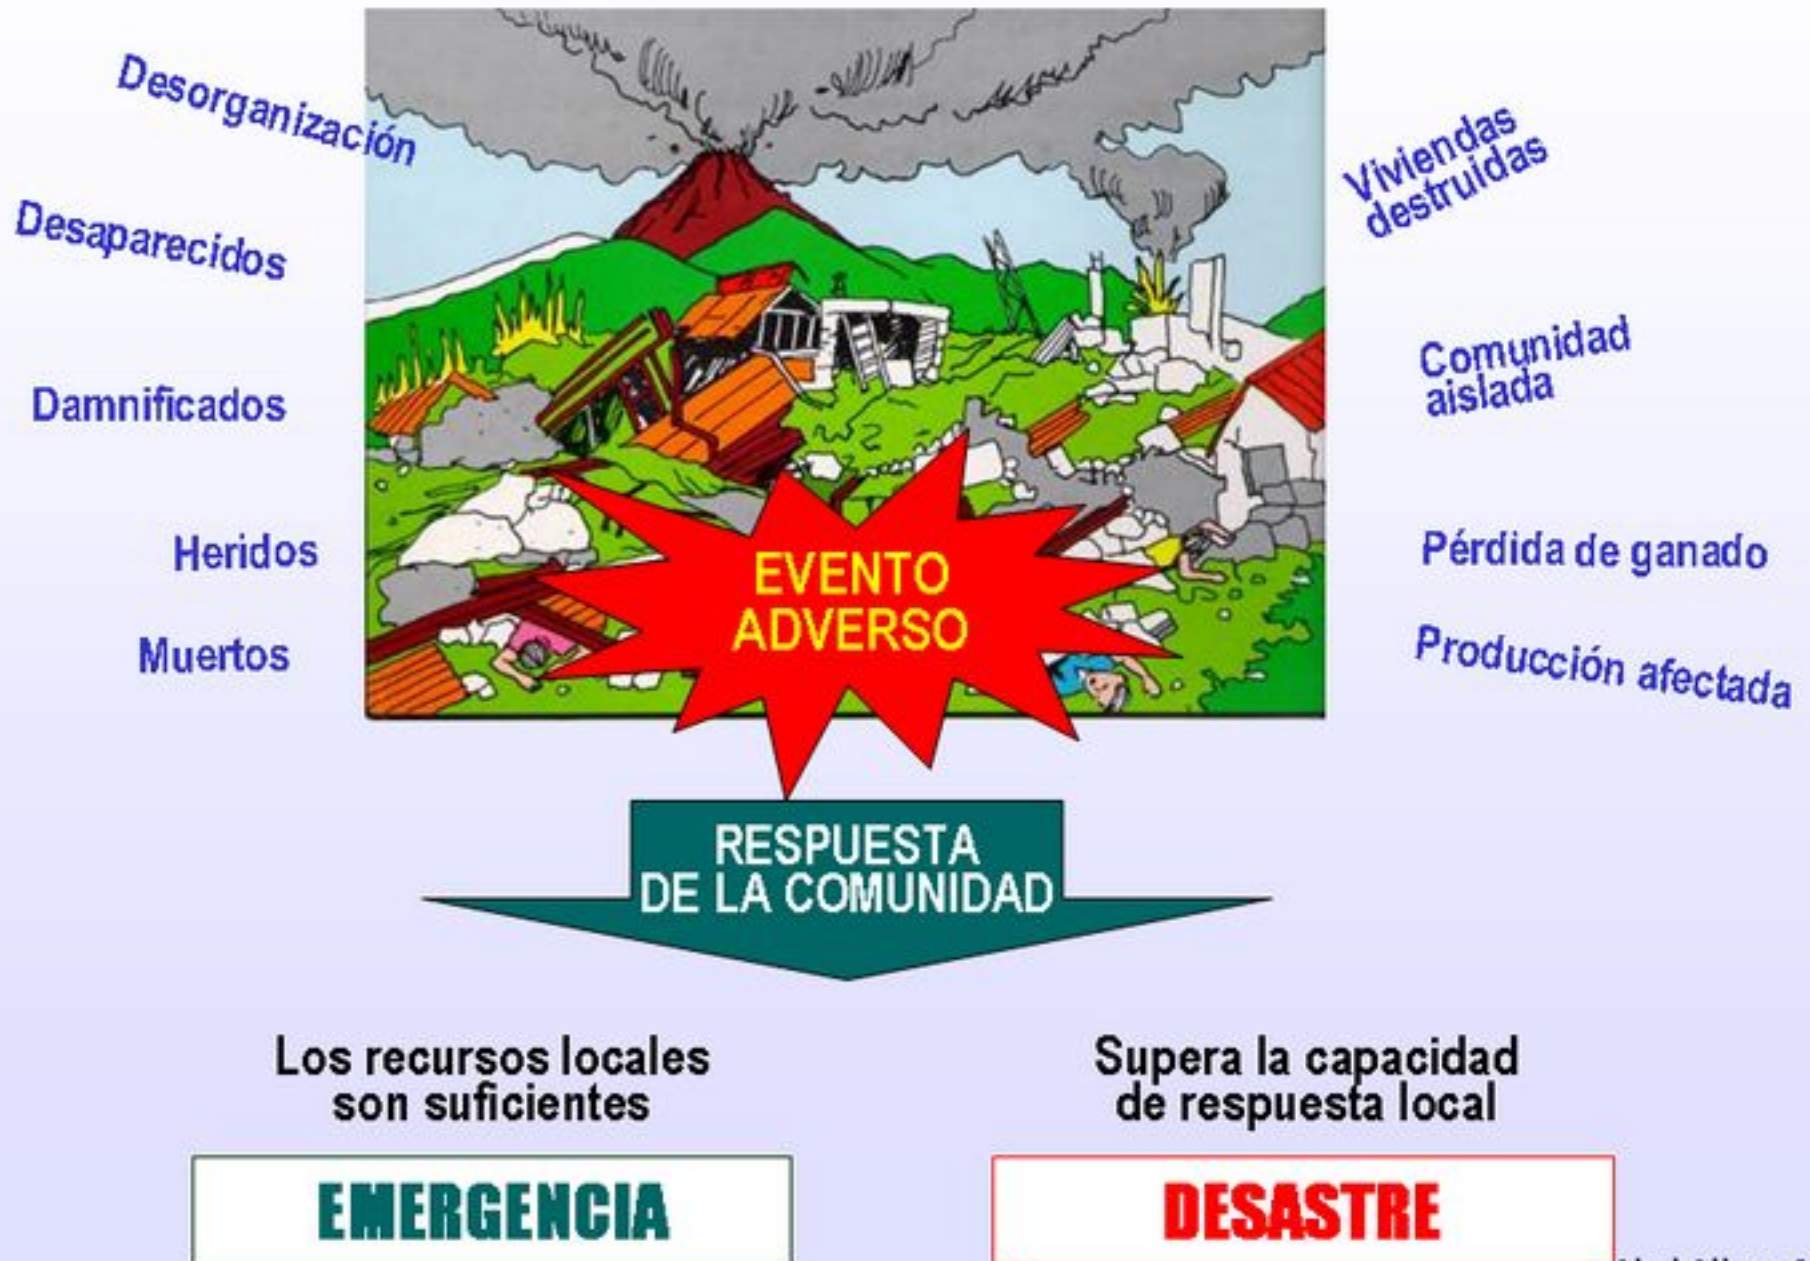 Desorganización
Desaparecidos
Damnificados
Heridos
Muertos
Viviendas
destruidas
Comunidad
aislada
Pérdida de ganado
Producción afectada
EVENTO
ADVERSO
RESPUESTA
DE LA COMUNIDAD
Los recursos locales
son suficientes
EMERGENCIA
Supera la capacidad
de respuesta local
DESASTRE